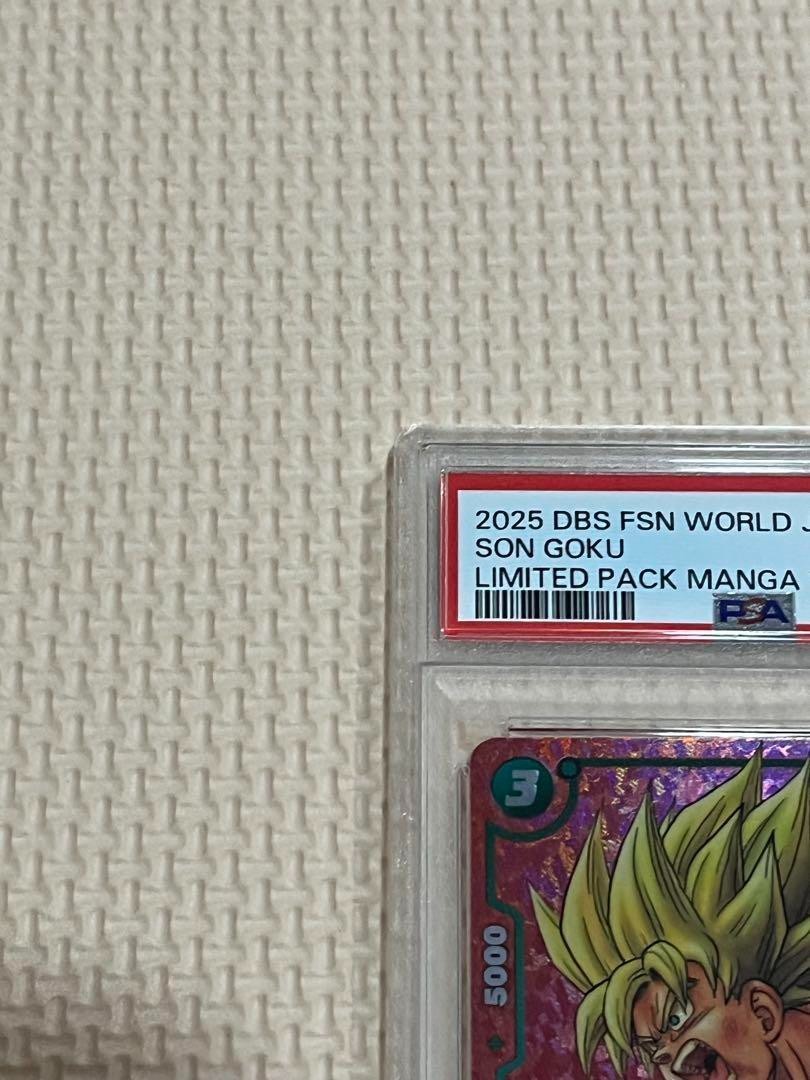 2025 DBS FSN WORLD
SON GOKU
LIMITED PACK MANGA
PSA
3
5000